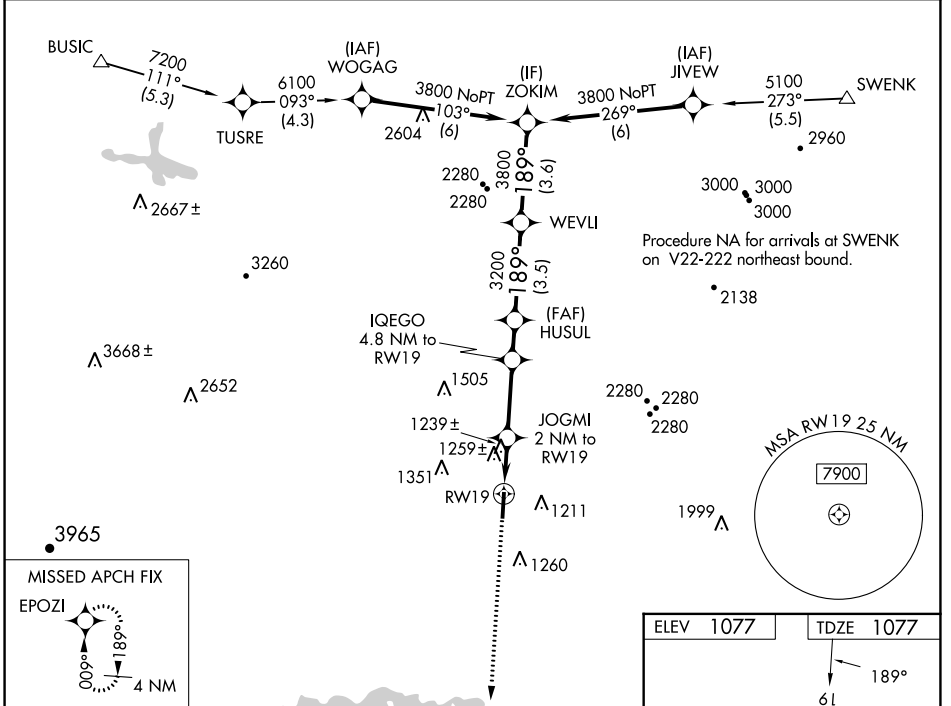 BUSIC
7200
111°
(5.3)
TUSRE
6100
093°
(4.3)
(IAF)
WOGAG
3800 NoPT
103°
(6)
2604
(IF)
ZOKIM
3800 NoPT
269°
(6)
(IAF)
JIVEW
5100
273°
(5.5)
SWENK
2960
3000
3000
3000
Procedure NA for arrivals at SWENK
on V22-222 northeast bound.
2138
2280
2280
3800
189°
(3.6)
WEVLI
3200
189°
(3.5)
(FAF)
HUSUL
2667 ±
3260
3668 ±
2652
IQEGO
4.8 NM to
RW19
1505
1239 ±
1259 ±
1351
JOGMI
2 NM to
RW19
RW19
1211
1260
2280
2280
2280
1999
MSA RW 19 25 NM
7900
3965
MISSED APCH FIX
EPOZI
009°
189°
4 NM
ELEV 1077
TDZE 1077
189°
19